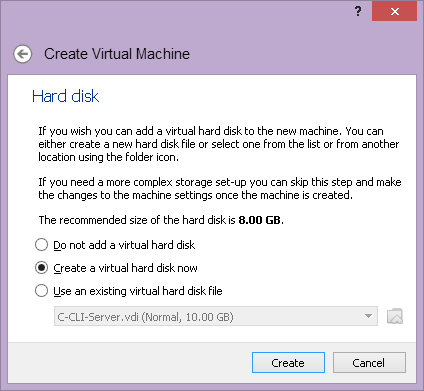 ?
Create Virtual Machine
Hard disk
If you wish you can add a virtual hard disk to the new machine. You can
either create a new hard disk file or select one from the list or from another
location using the folder icon.
If you need a more complex storage set-up you can skip this step and make
the changes to the machine settings once the machine is created.
The recommended size of the hard disk is 8.00 GB.
Do not add a virtual hard disk
Create a virtual hard disk now
Use an existing virtual hard disk file
C-CLI-Server.vdi (Normal, 10.00 GB)
Create Cancel